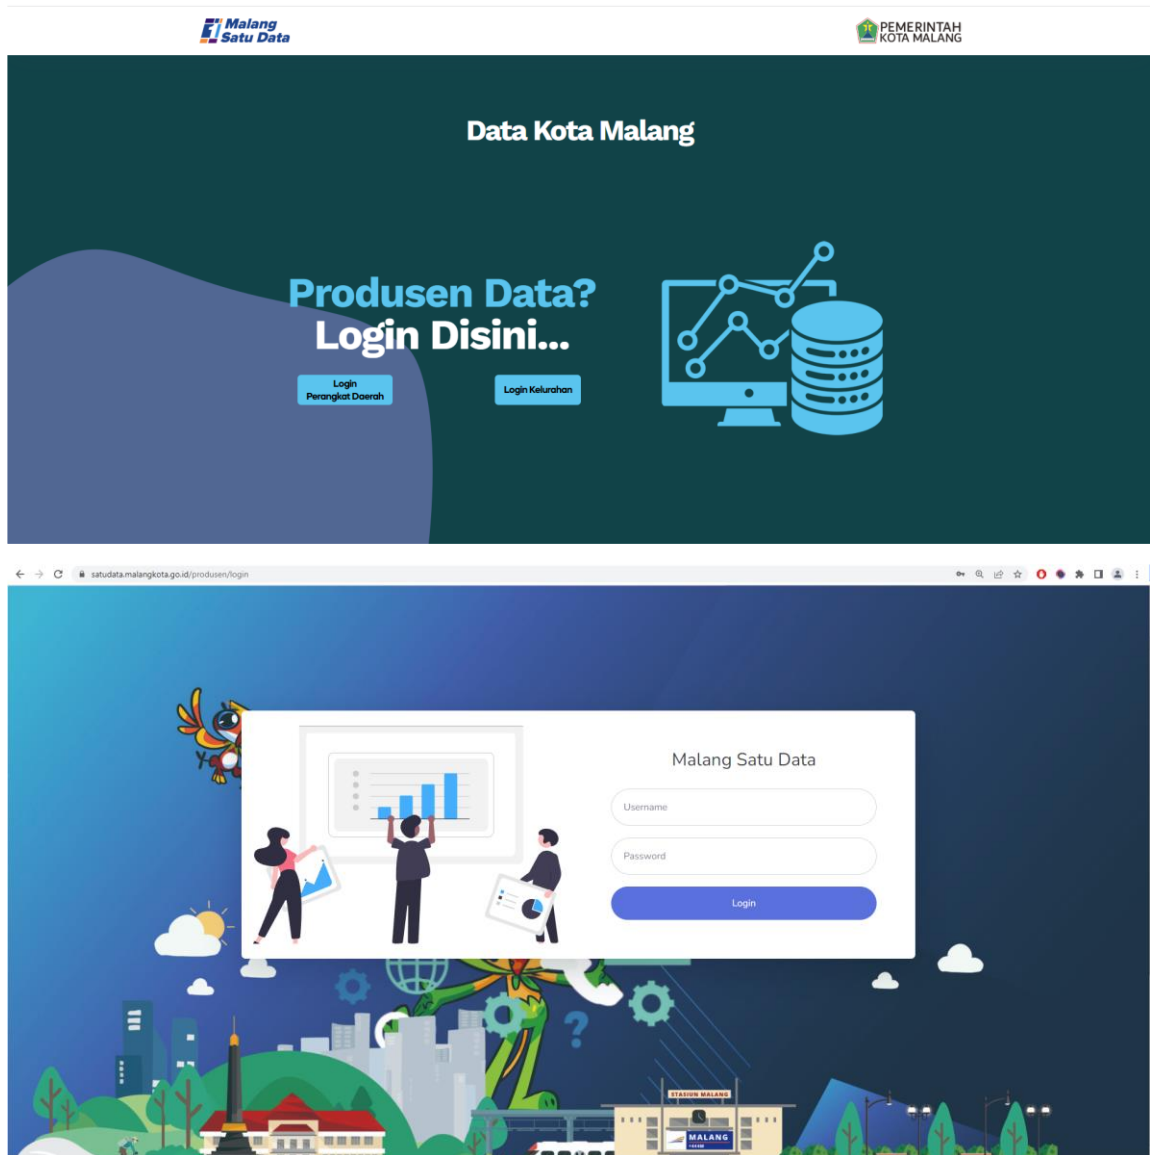 Malang
Satu Data
PEMERINTAH
KOTA MALANG
Data Kota Malang
Produsen Data?
Login Disini...
Login
Perangkat Daerah
Login Kelurahan
satudata.malangkota.go.id/produsen/login
Malang Satu Data
Username
Password
Login
?
STASIUN MALANG
MALANG